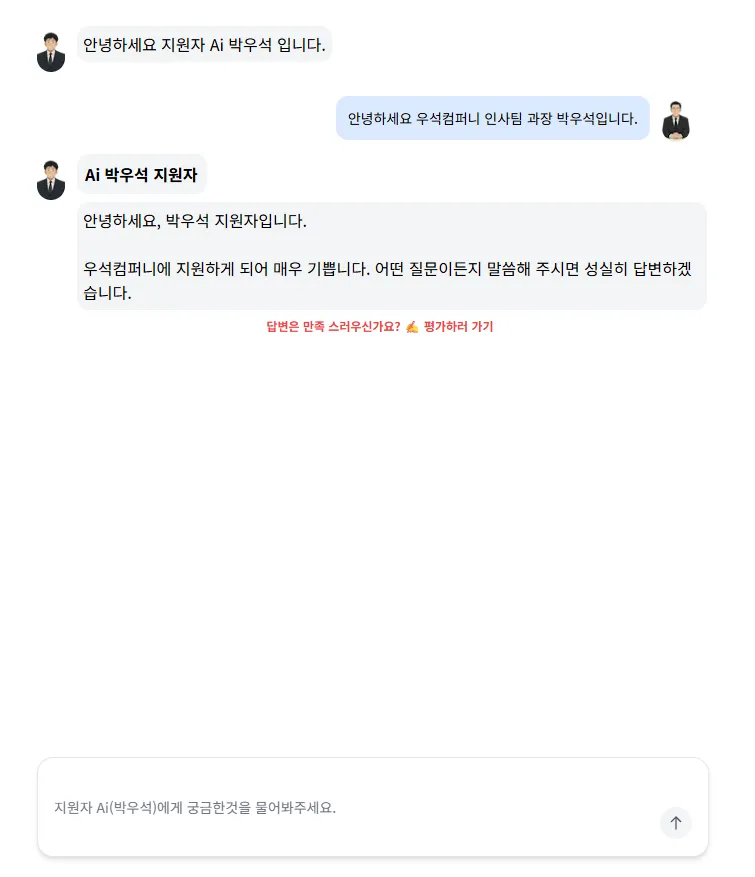 안녕하세요 지원자 Ai 박우석 입니다.
안녕하세요 우석컴퍼니 인사팀 과장 박우석입니다.
Ai 박우석 지원자
안녕하세요, 박우석 지원자입니다.
우석컴퍼니에 지원하게 되어 매우 기쁩니다. 어떤 질문이든지 말씀해 주시면 성실히 답변하겠
습니다.
답변은 만족 스러우신가요? ✍️ 평가하러 가기
지원자 Ai(박우석)에게 궁금한것을 물어봐주세요.